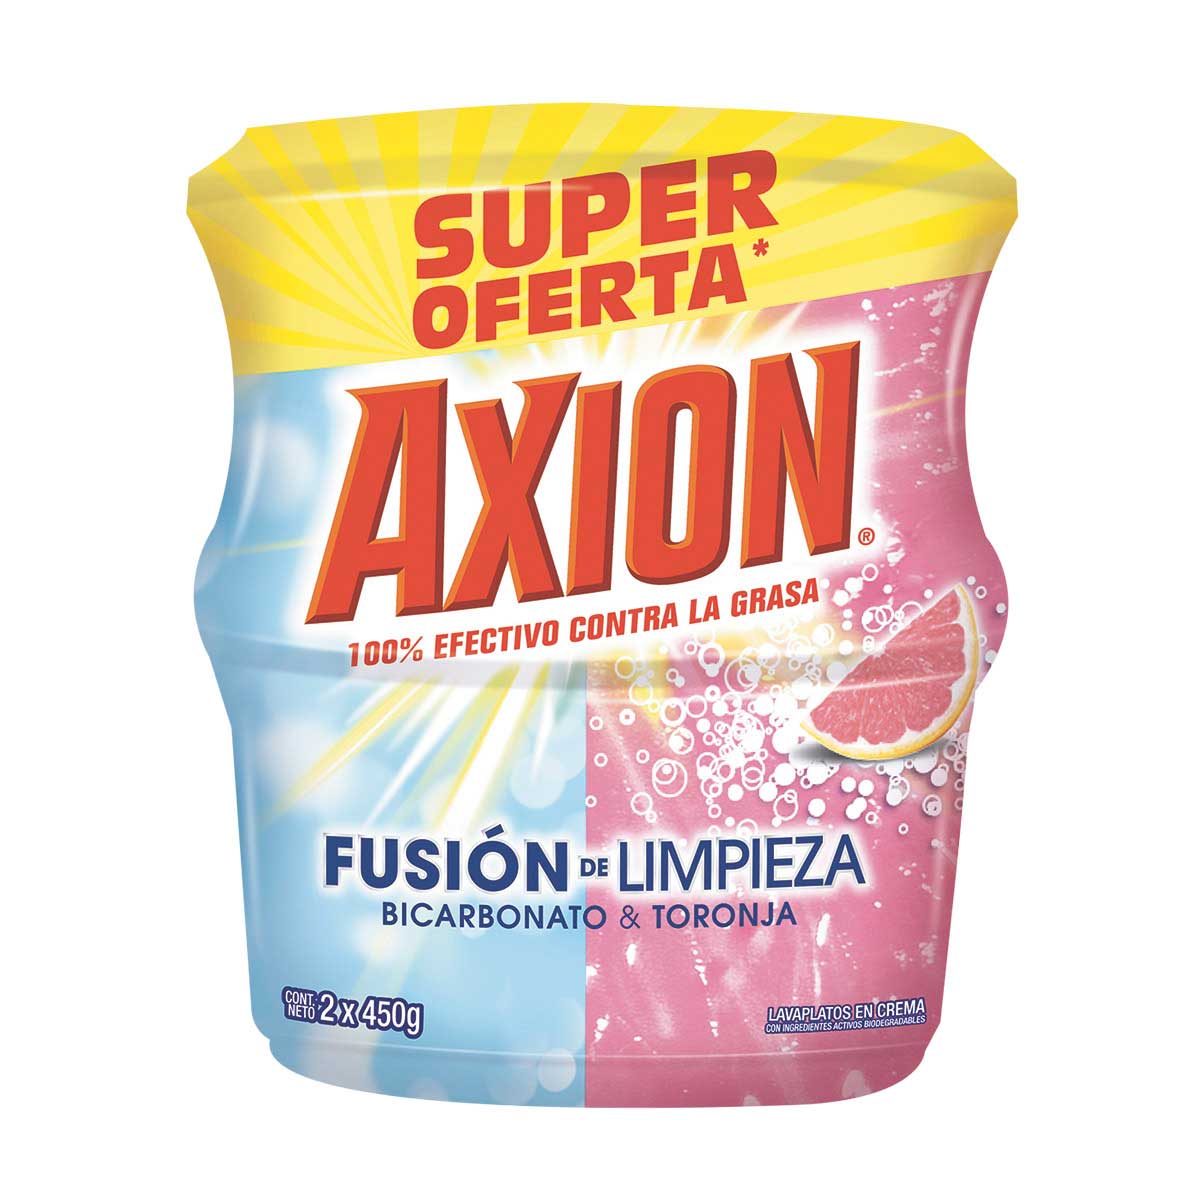 SUPER
OFERTA*
AXION®
100% EFECTIVO CONTRA LA GRASA
FUSIÓN DE LIMPIEZA
BICARBONATO & TORONJA
CONT. NETO 2 x 450g
LAVAPLATOS EN CREMA
CON INGREDIENTES ACTIVOS BIODEGRADABLES